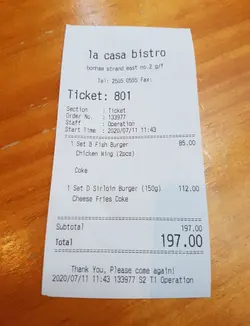 la casa bistro
bonham strand east no.2 g/f
Tel: 2505 0505 Fax:
Ticket: 801
Section : Ticket
Order No. : 133977
Staff : Operation
Start Time : 2020/07/11 11:43
1 Set D Fish Burger 85.00
Chicken Wing (2pcs)
Coke
1 Set D Sirloin Burger (150g) 112.00
Cheese Fries Coke
Subtotal 197.00
Total 197.00
Thank You, Please come again!
2020/07/11 11:43 133977 S2 T1 Operation